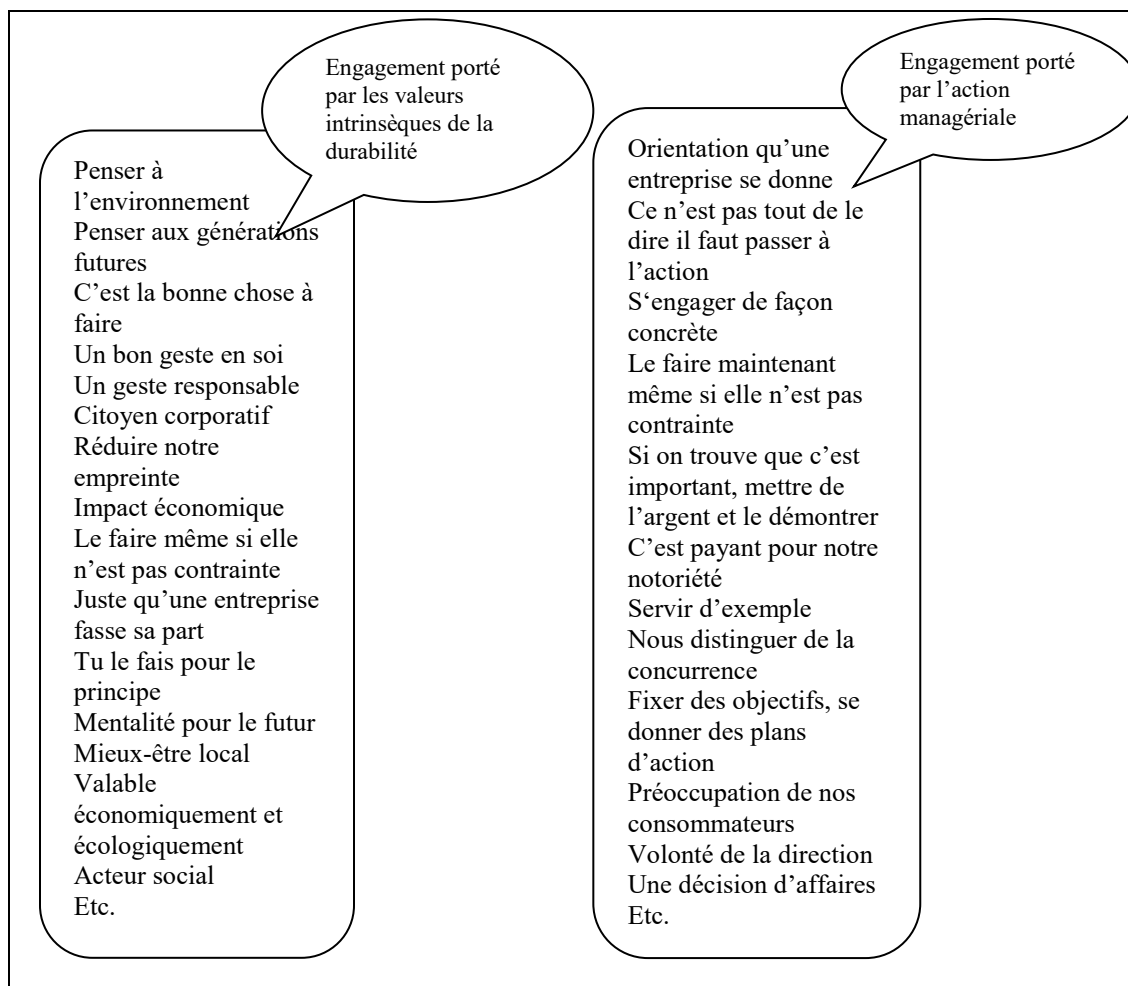 Engagement porté
par les valeurs
intrinsèques de la
durabilité
Penser à
l’environnement
Penser aux générations
futures
C’est la bonne chose à
faire
Un bon geste en soi
Un geste responsable
Citoyen corporatif
Réduire notre
empreinte
Impact économique
Le faire même si elle
n’est pas contrainte
Juste qu’une entreprise
fasse sa part
Tu le fais pour le
principe
Mentalité pour le futur
Mieux-être local
Valable
économiquement et
écologiquement
Acteur social
Etc.
Engagement porté
par l’action
managériale
Orientation qu’une
entreprise se donne
Ce n’est pas tout de le
dire il faut passer à
l’action
S‘engager de façon
concrète
Le faire maintenant
même si elle n’est pas
contrainte
Si on trouve que c’est
important, mettre de
l’argent et le démontrer
C’est payant pour notre
notoriété
Servir d’exemple
Nous distinguer de la
concurrence
Fixer des objectifs, se
donner des plans
d’action
Préoccupation de nos
consommateurs
Volonté de la direction
Une décision d’affaires
Etc.